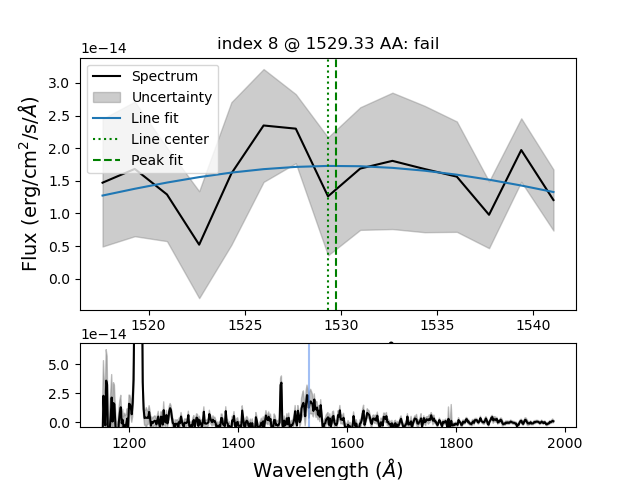 index 8 @ 1529.33 AA: fail
1e−14
Spectrum
Uncertainty
Line fit
Line center
Peak fit
Flux (erg/cm²/s/Å)
3.0
2.5
2.0
1.5
1.0
0.5
0.0
1520 1525 1530 1535 1540
1e−14
5.0
2.5
0.0
1200 1400 1600 1800 2000
Wavelength (Å)